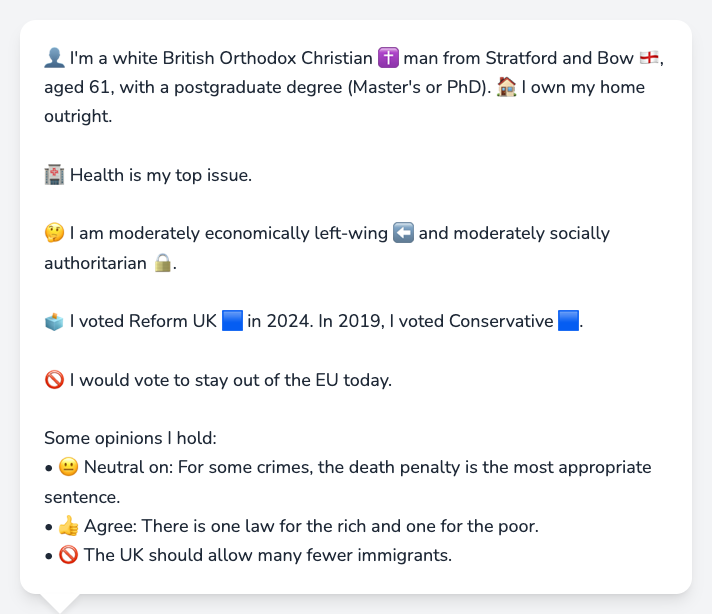 👤 I'm a white British Orthodox Christian ✝️ man from Stratford and Bow 🏴󠁧󠁢󠁥󠁮󠁧󠁿,
aged 61, with a postgraduate degree (Master's or PhD). 🏠 I own my home
outright.
🏥 Health is my top issue.
🤔 I am moderately economically left-wing ⬅️ and moderately socially
authoritarian 🔒.
🗳️ I voted Reform UK 🟦 in 2024. In 2019, I voted Conservative 🟦.
🚫 I would vote to stay out of the EU today.
Some opinions I hold:
• 😐 Neutral on: For some crimes, the death penalty is the most appropriate
sentence.
• 👍 Agree: There is one law for the rich and one for the poor.
• 🚫 The UK should allow many fewer immigrants.